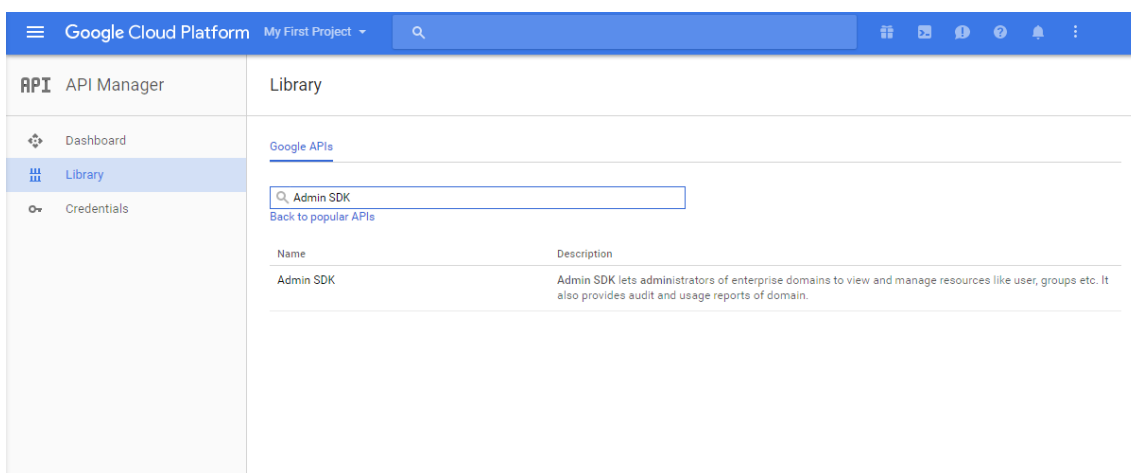 Google Cloud Platform My First Project
API API Manager
Library
Dashboard
Library
Credentials
Google APIs
Admin SDK
Back to popular APIs
Name Description
Admin SDK Admin SDK lets administrators of enterprise domains to view and manage resources like user, groups etc. It
also provides audit and usage reports of domain.